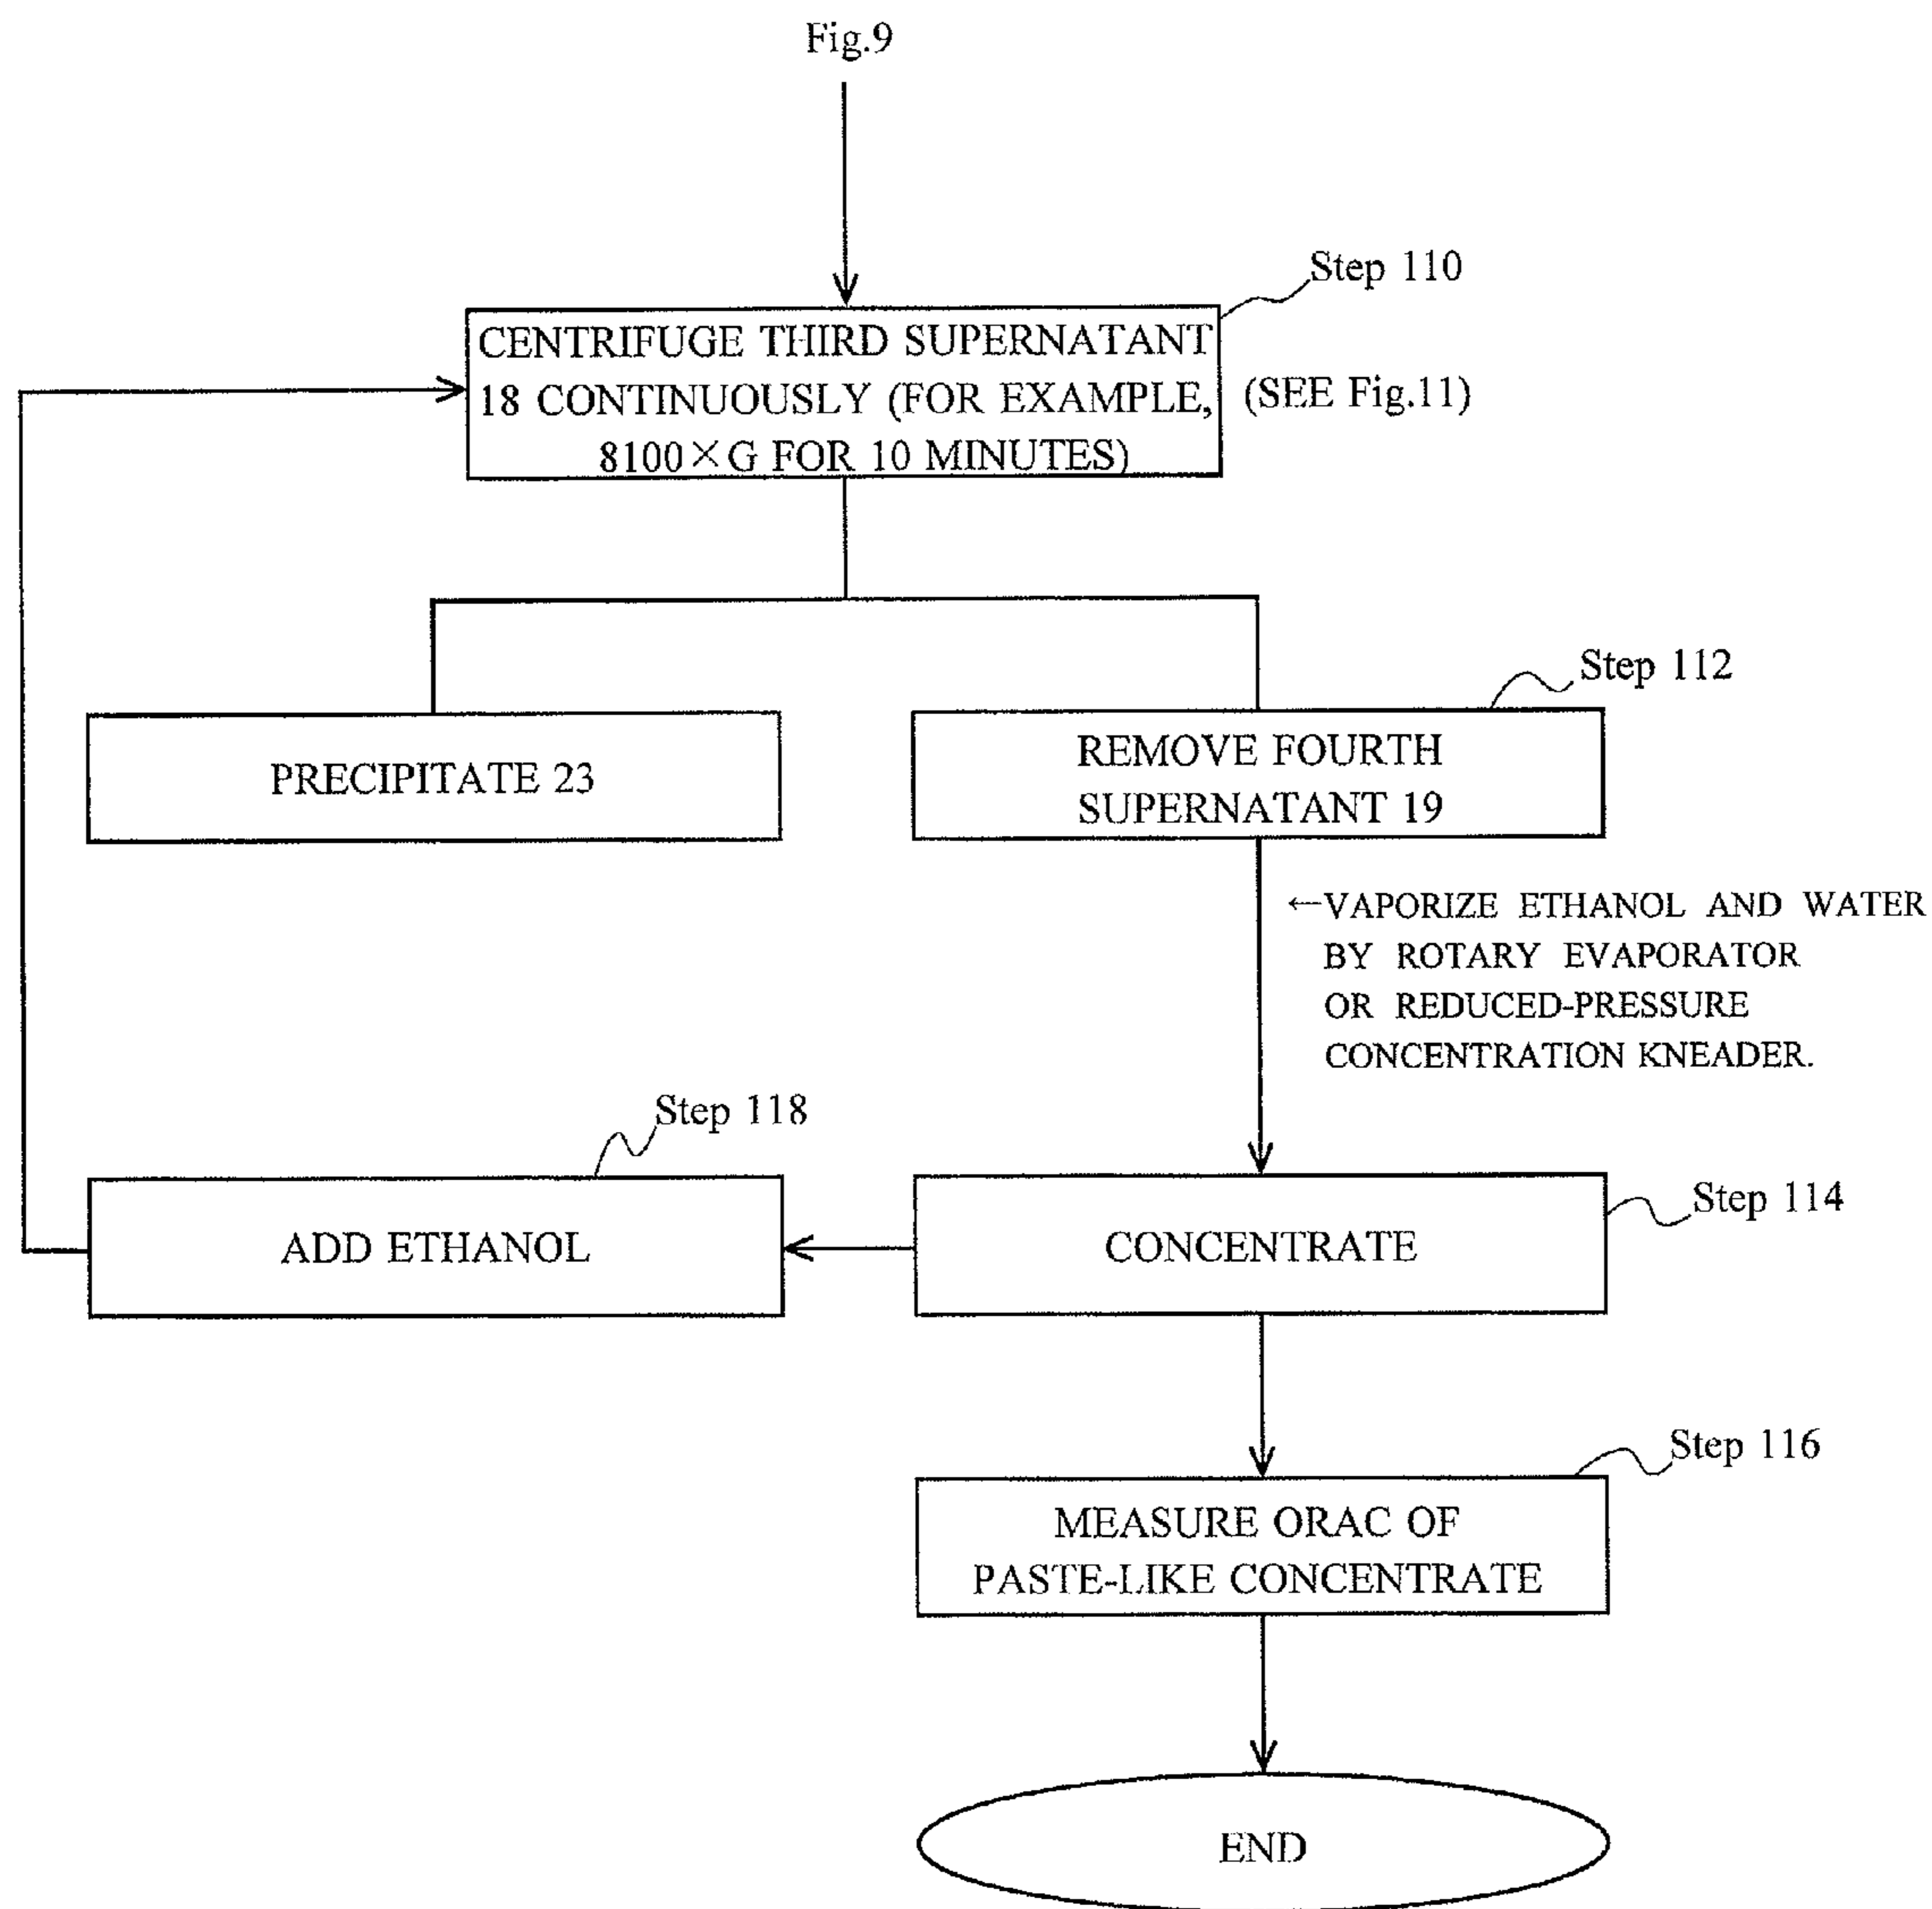 Fig.9
Step 110
CENTRIFUGE THIRD SUPERNATANT
18 CONTINUOUSLY (FOR EXAMPLE,
8100×G FOR 10 MINUTES)
(SEE Fig.11)
Step 112
PRECIPITATE 23
REMOVE FOURTH
SUPERNATANT 19
←VAPORIZE ETHANOL AND WATER
BY ROTARY EVAPORATOR
OR REDUCED-PRESSURE
CONCENTRATION KNEADER.
Step 118
ADD ETHANOL
Step 114
CONCENTRATE
Step 116
MEASURE ORAC OF
PASTE-LIKE CONCENTRATE
END